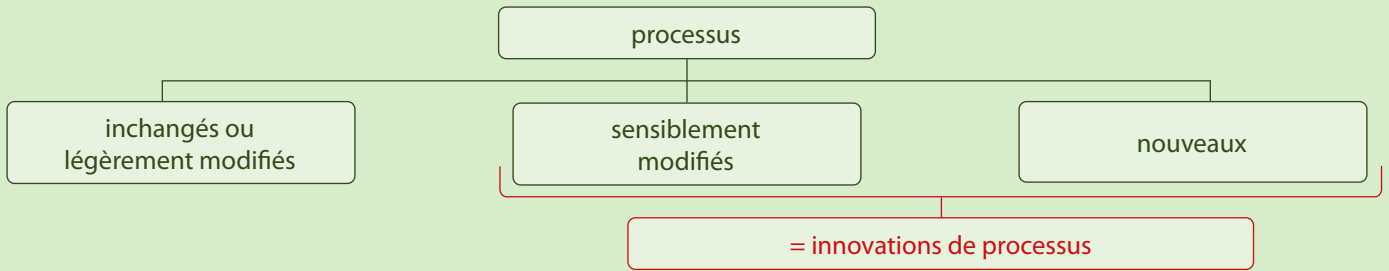 processus
inchangés ou
légèrement modifiés
sensiblement
modifiés
nouveaux
= innovations de processus